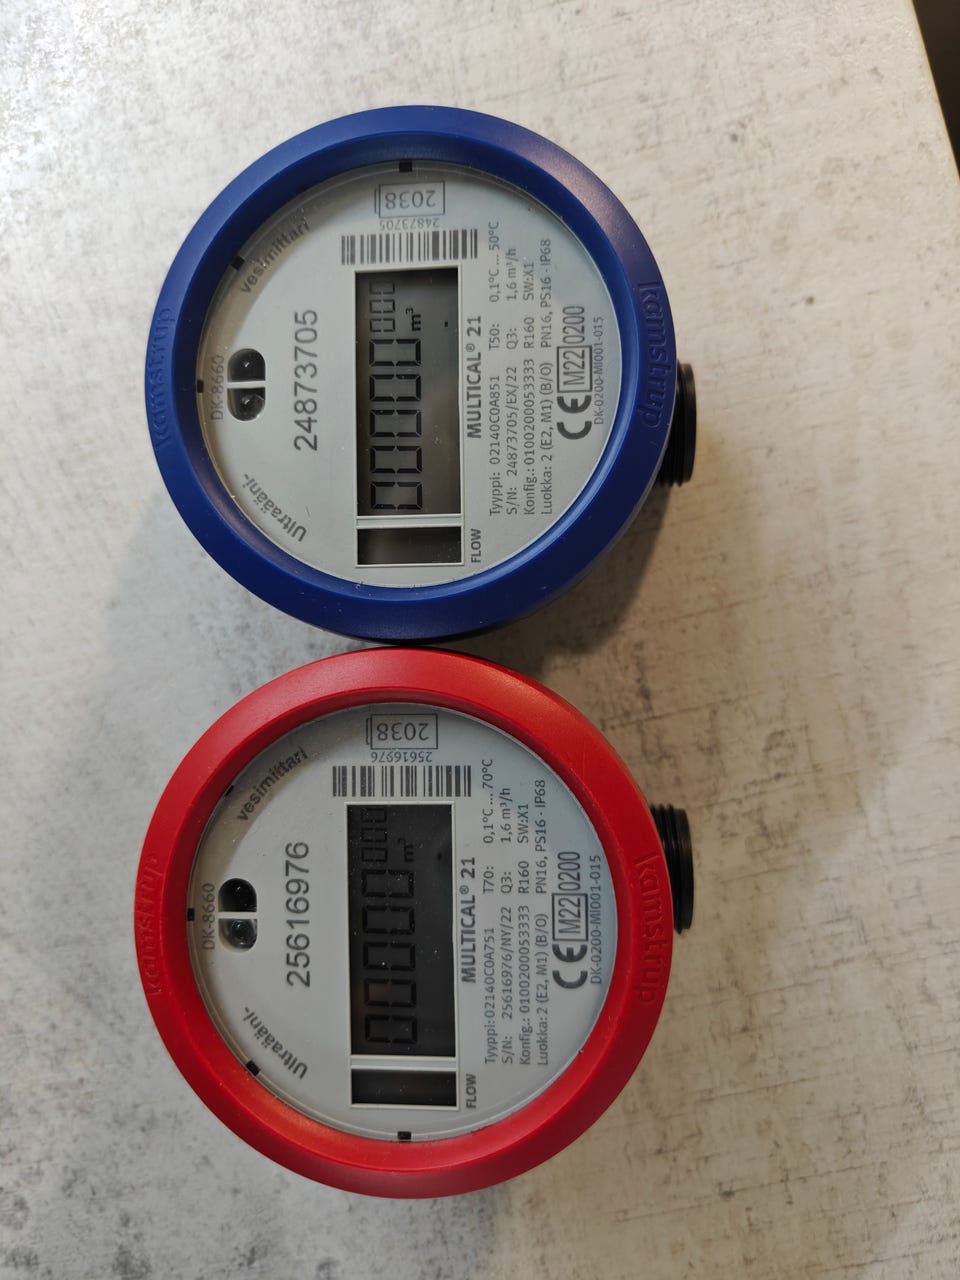 kamstrup
Ultraääni-
DK-8660
vesimittari
24873705
24873705
2038
00000000
m³
FLOW
MULTICAL® 21
Tyyppi: 02140C0A851 T50: 0,1°C ... 50°C
S/N: 24873705/EX/22 Q3: 1,6 m³/h
Konfig.: 0100200053333 R160 SW:X1
Luokka: 2 (E2, M1) (B/O) PN16, PS16 - IP68
CE M22 0200
DK-0200-MI001-015
kamstrup
kamstrup
Ultraääni-
DK-8660
vesimittari
25616976
25616976
2038
00000000
m³
FLOW
MULTICAL® 21
Tyyppi: 02140C0A751 T70: 0,1°C ... 70°C
S/N: 25616976/NY/22 Q3: 1,6 m³/h
Konfig.: 0100200053333 R160 SW:X1
Luokka: 2 (E2, M1) (B/O) PN16, PS16 - IP68
CE M22 0200
DK-0200-MI001-015
kamstrup